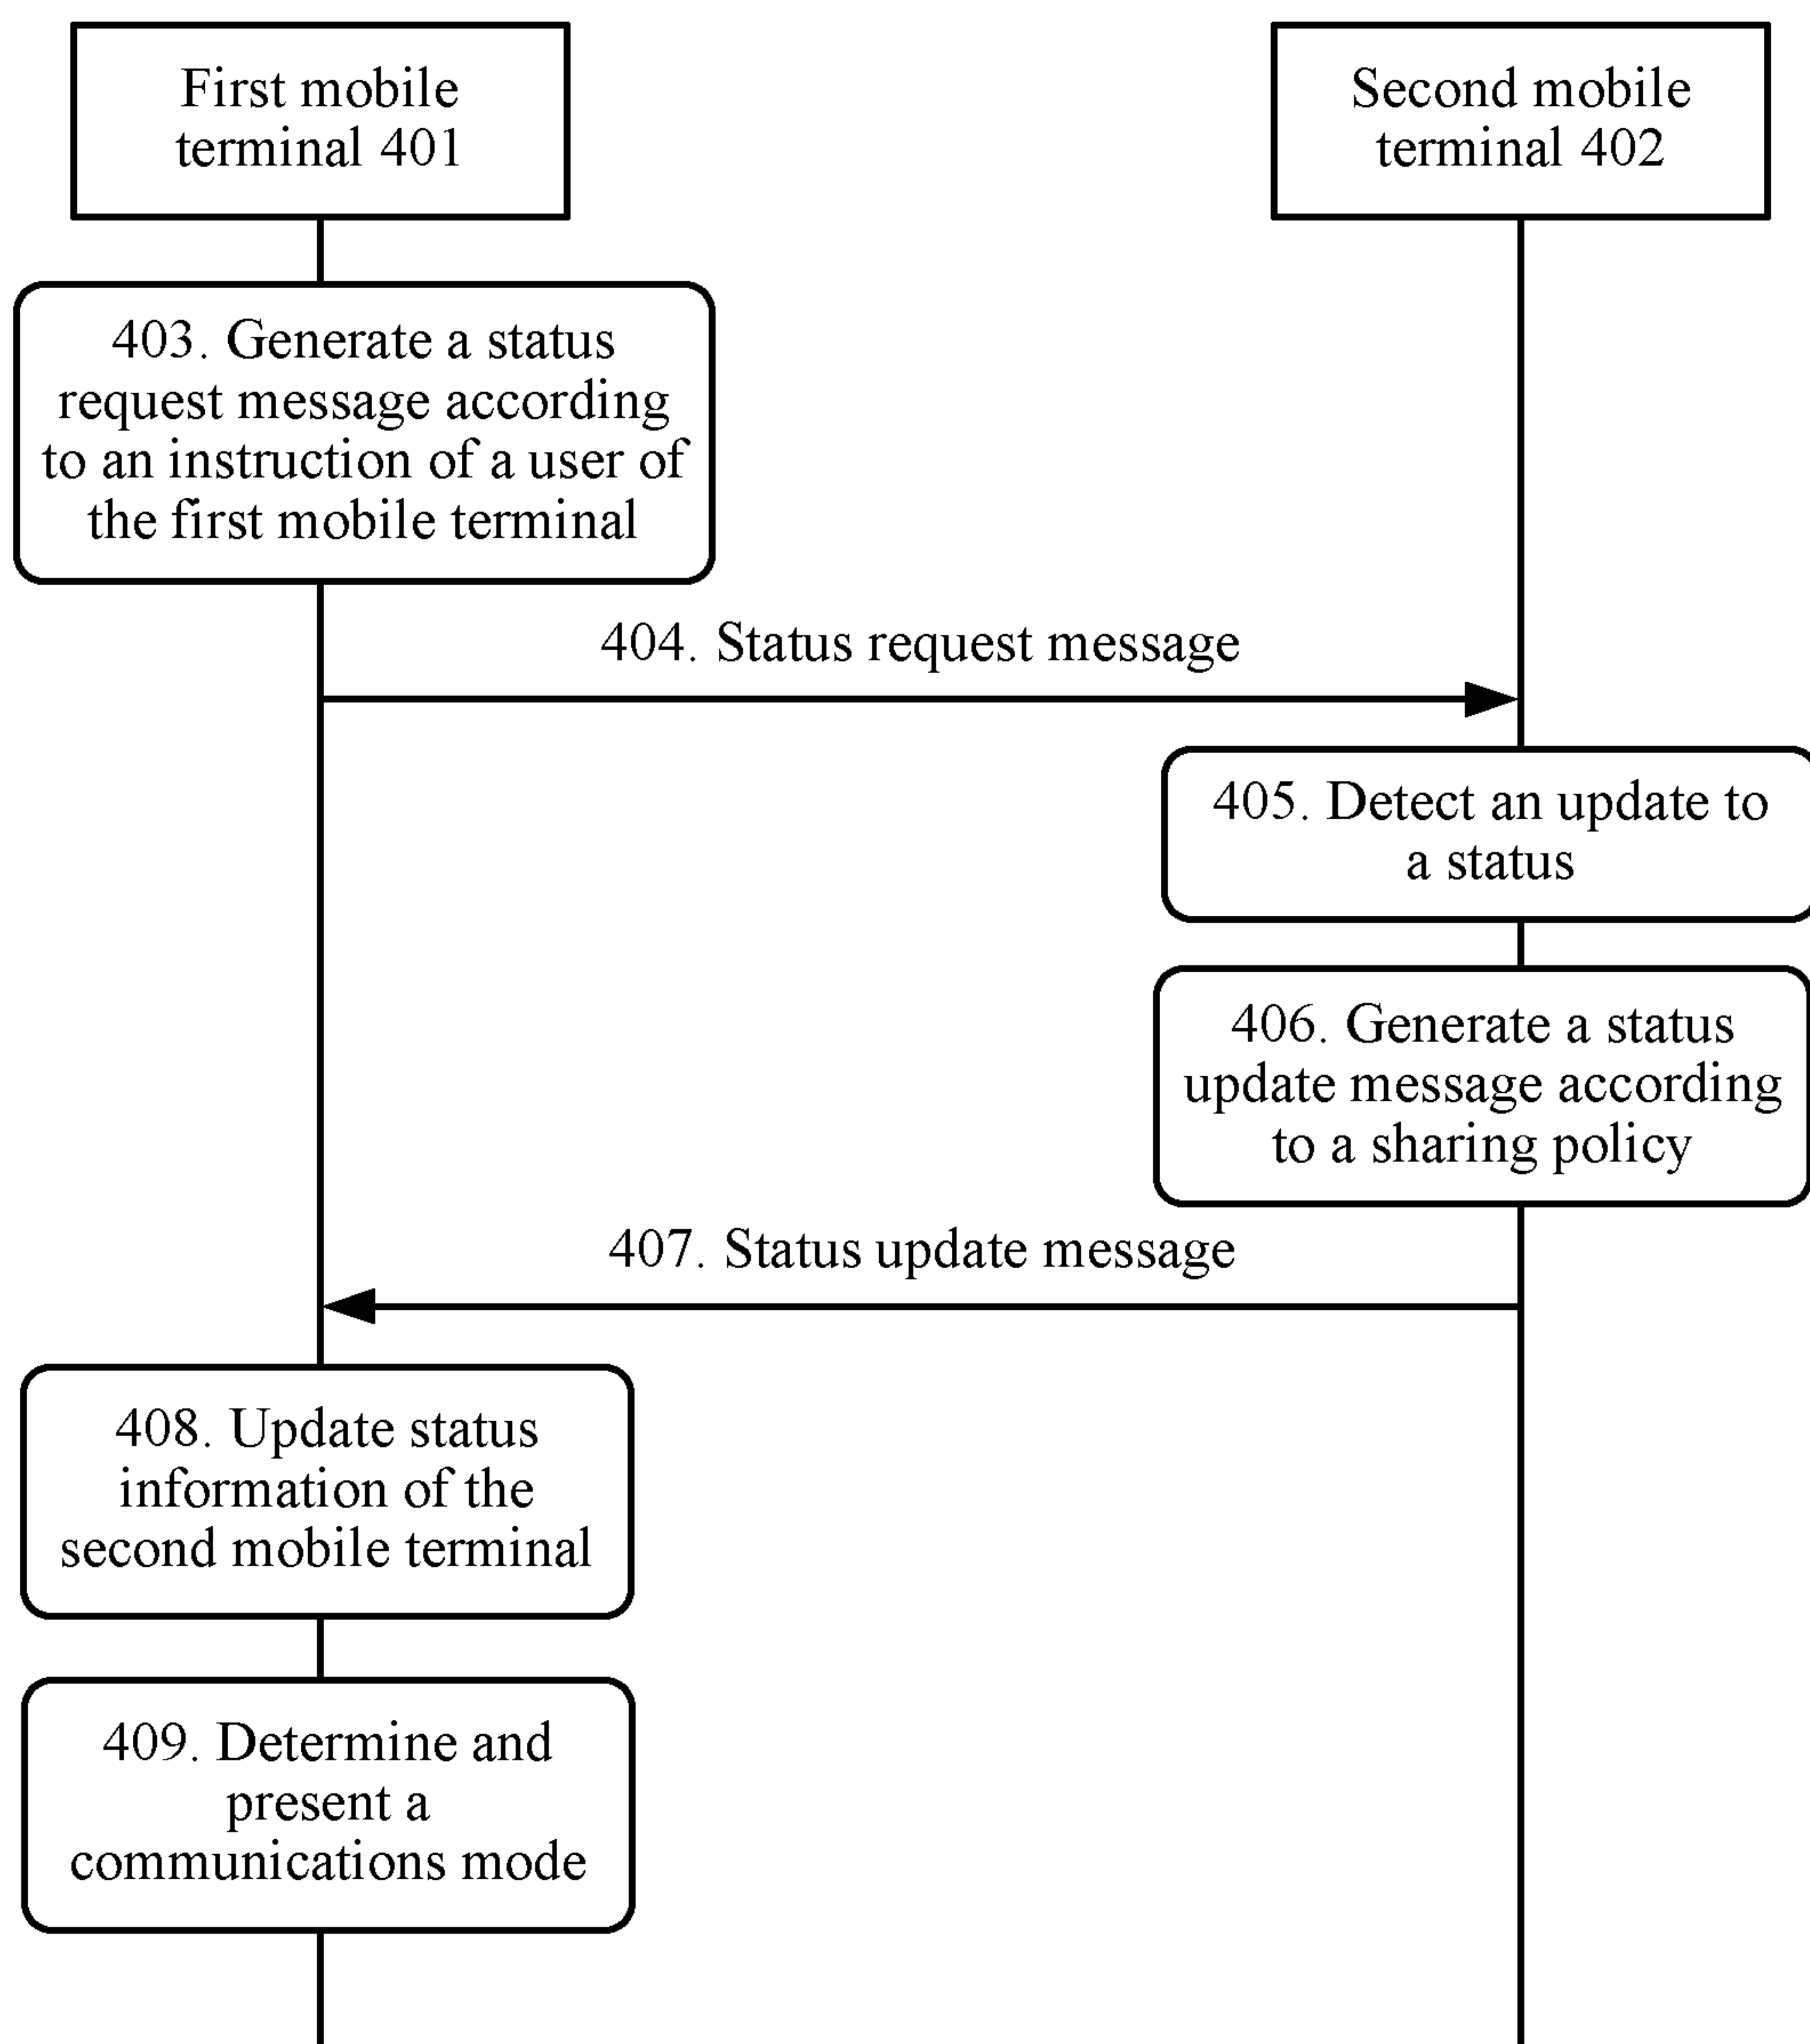 First mobile
terminal 401
Second mobile
terminal 402
403. Generate a status
request message according
to an instruction of a user of
the first mobile terminal
404. Status request message
405. Detect an update to
a status
406. Generate a status
update message according
to a sharing policy
407. Status update message
408. Update status
information of the
second mobile terminal
409. Determine and
present a
communications mode